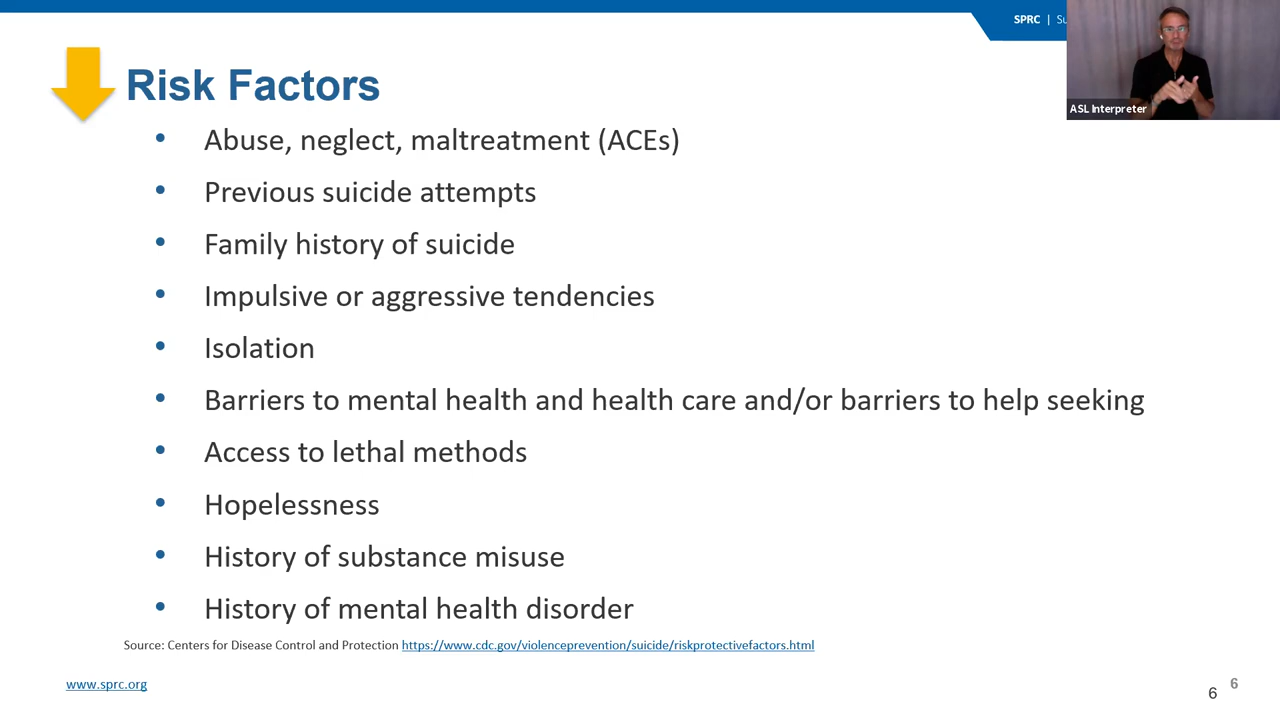 SPRC | Su
ASL Interpreter
Risk Factors
• Abuse, neglect, maltreatment (ACEs)
• Previous suicide attempts
• Family history of suicide
• Impulsive or aggressive tendencies
• Isolation
• Barriers to mental health and health care and/or barriers to help seeking
• Access to lethal methods
• Hopelessness
• History of substance misuse
• History of mental health disorder
Source: Centers for Disease Control and Protection https://www.cdc.gov/violenceprevention/suicide/riskprotectivefactors.html
www.sprc.org
6
6